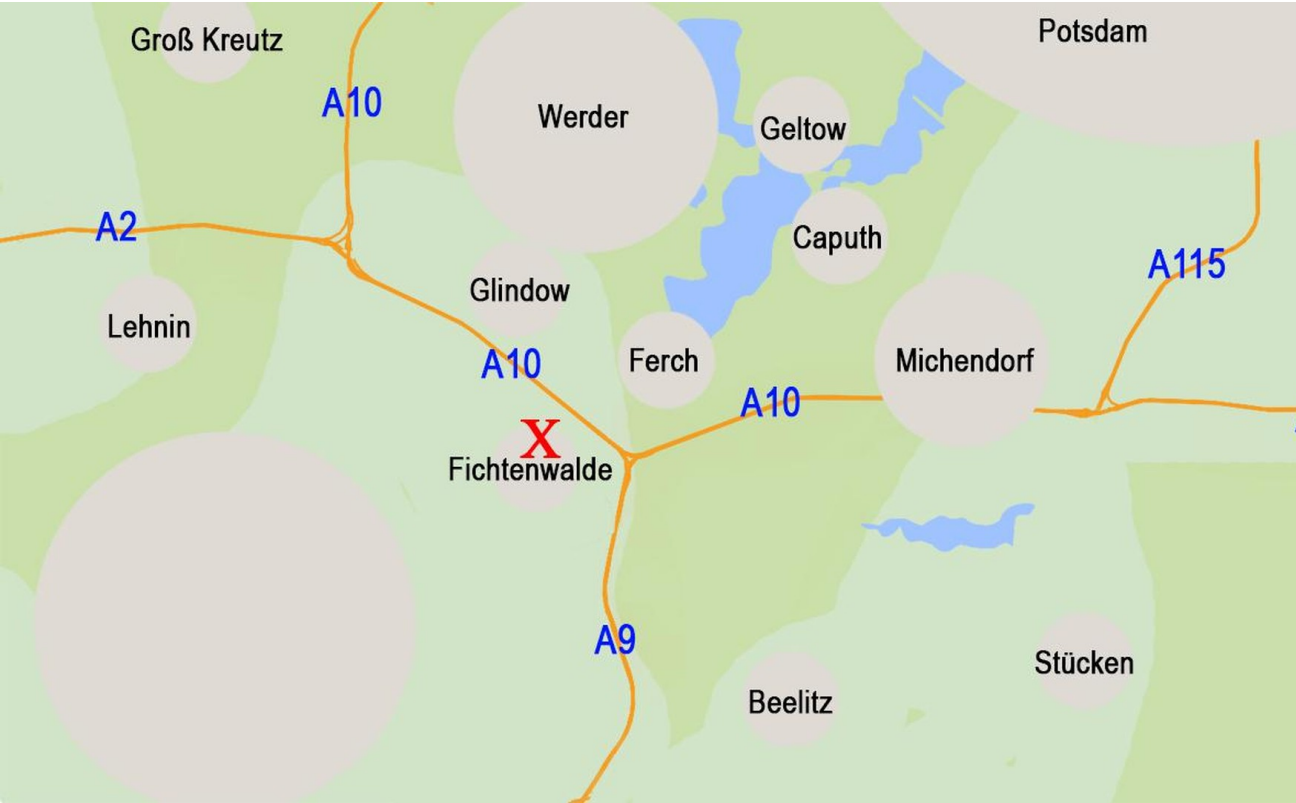 Groß Kreutz
Potsdam
A10
Werder
Geltow
A2
Caputh
A115
Glindow
Lehnin
A10
Ferch
Michendorf
A10
X
Fichtenwalde
A9
Stücken
Beelitz